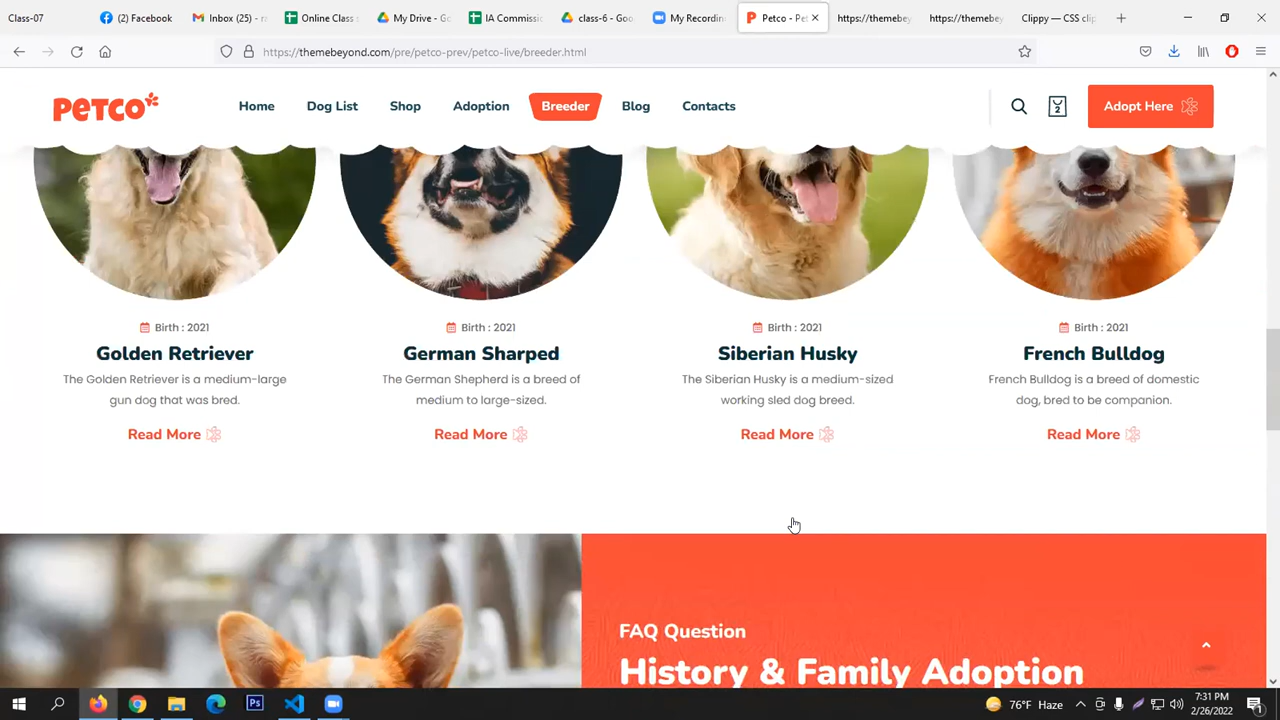 Class-07
(2) Facebook
Inbox (25) - r
Online Class
My Drive - Go
IA Commissi
class-6 - Goo
My Recordin
Petco - Pet
https://themebey
https://themebey
Clippy — CSS clip
https://themebeyond.com/pre/petco-prev/petco-live/breeder.html
PETCO
Home
Dog List
Shop
Adoption
Breeder
Blog
Contacts
2
Adopt Here
Birth : 2021
Golden Retriever
The Golden Retriever is a medium-large
gun dog that was bred.
Read More
Birth : 2021
German Sharped
The German Shepherd is a breed of
medium to large-sized.
Read More
Birth : 2021
Siberian Husky
The Siberian Husky is a medium-sized
working sled dog breed.
Read More
Birth : 2021
French Bulldog
French Bulldog is a breed of domestic
dog, bred to be companion.
Read More
FAQ Question
History & Family Adoption
Ps
76°F Haze
7:31 PM
2/26/2022